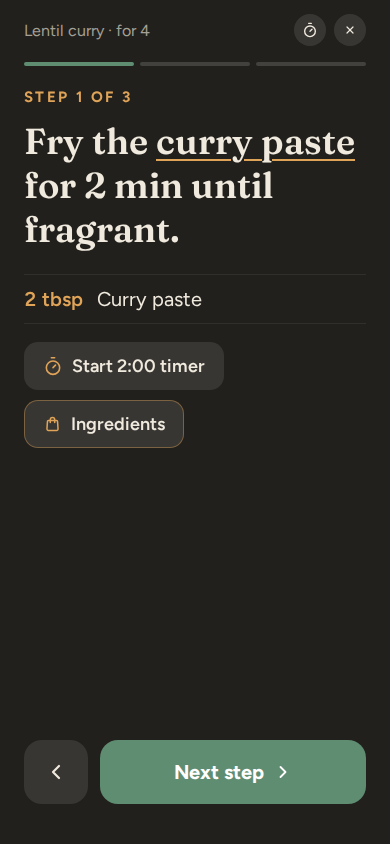 Lentil curry · for 4
STEP 1 OF 3
Fry the curry paste
for 2 min until
fragrant.
2 tbsp Curry paste
Start 2:00 timer
Ingredients
Next step